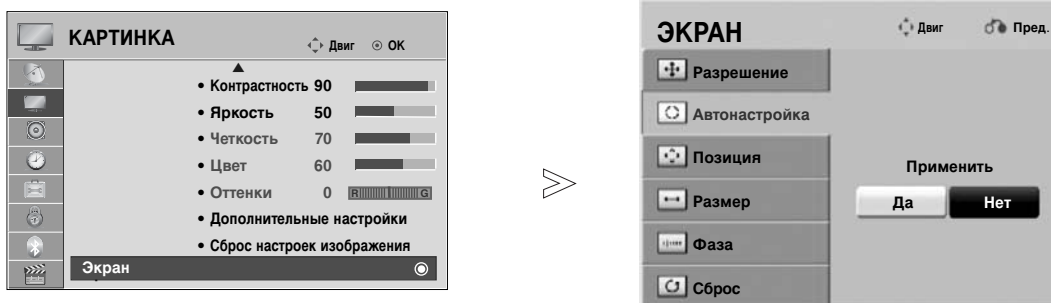 КАРТИНКА
Двиг ОК
• Контрастность 90
• Яркость 50
• Четкость 70
• Цвет 60
• Оттенки 0 R G
• Дополнительные настройки
• Сброс настроек изображения
Экран
ЭКРАН
Двиг Пред.
Разрешение
Автонастройка
Позиция
Размер
Фаза
Сброс
Применить
Да Нет